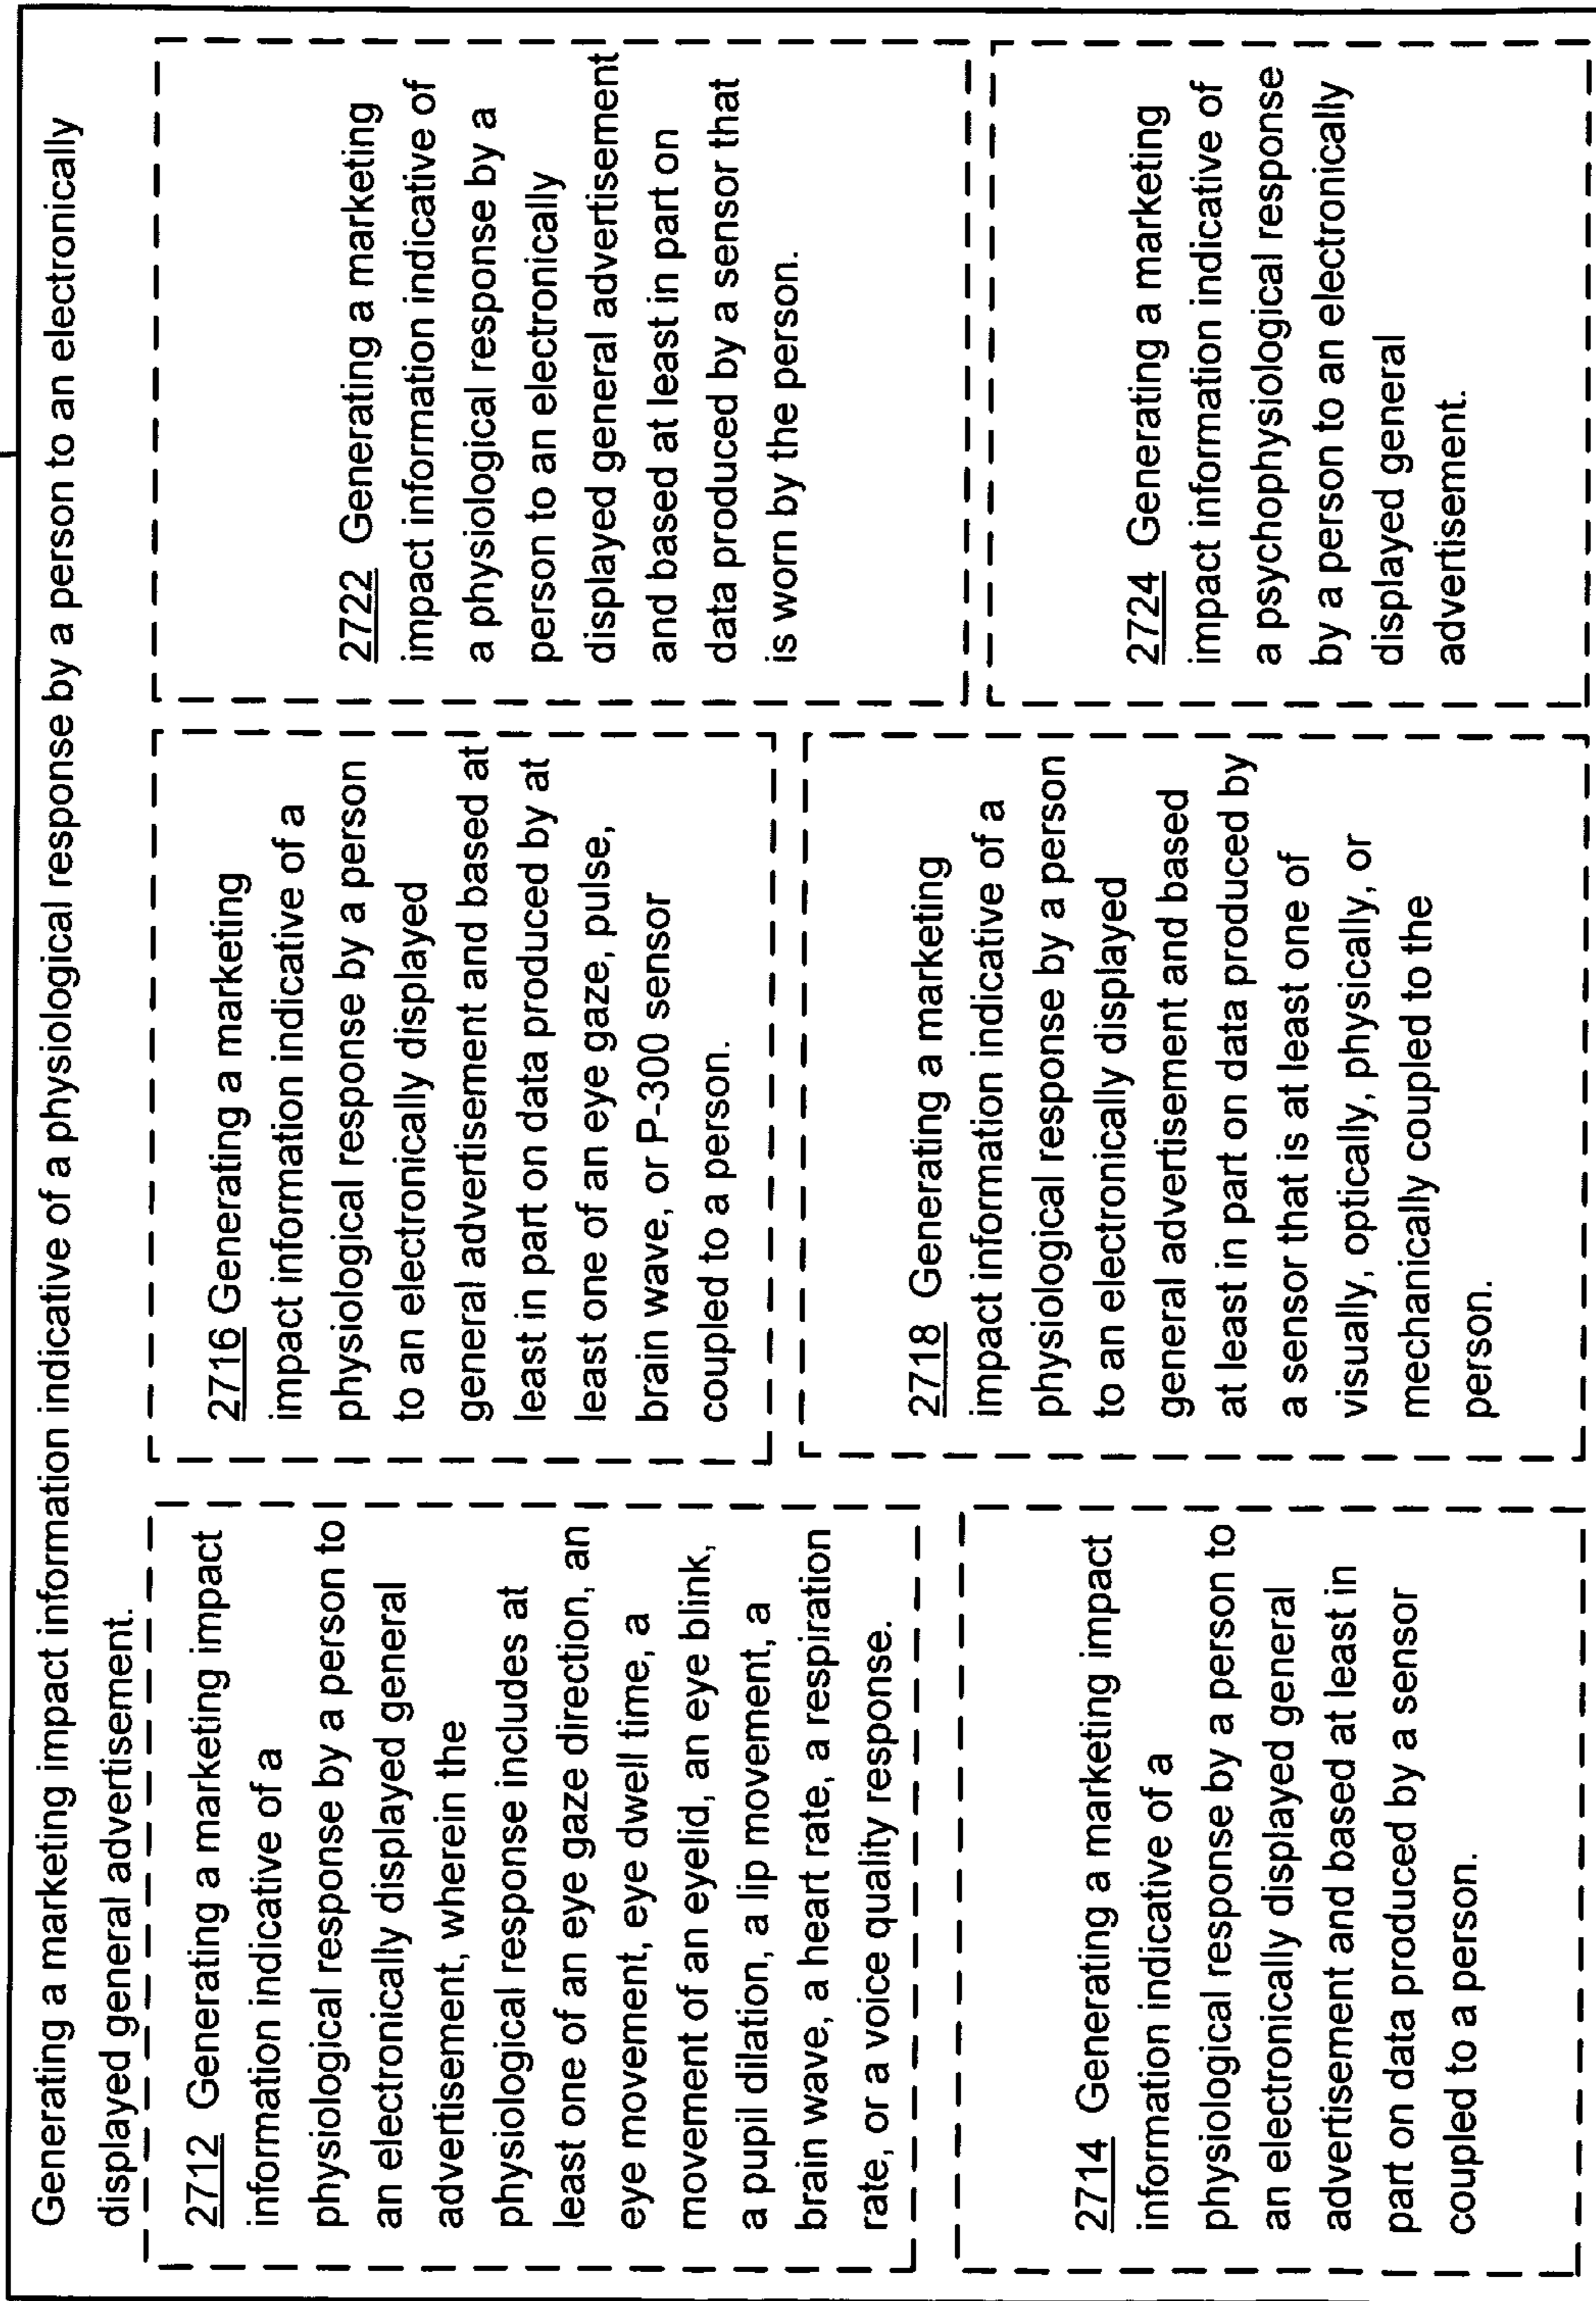 Generating a marketing impact information indicative of a physiological response by a person to an electronically
displayed general advertisement.
2712 Generating a marketing impact
information indicative of a
physiological response by a person to
an electronically displayed general
advertisement, wherein the
physiological response includes at
least one of an eye gaze direction, an
eye movement, eye dwell time, a
movement of an eyelid, an eye blink,
a pupil dilation, a lip movement, a
brain wave, a heart rate, a respiration
rate, or a voice quality response.
2714 Generating a marketing impact
information indicative of a
physiological response by a person to
an electronically displayed general
advertisement and based at least in
part on data produced by a sensor
coupled to a person.
2716 Generating a marketing
impact information indicative of a
physiological response by a person
to an electronically displayed
general advertisement and based at
least in part on data produced by at
least one of an eye gaze, pulse,
brain wave, or P-300 sensor
coupled to a person.
2718 Generating a marketing
impact information indicative of a
physiological response by a person
to an electronically displayed
general advertisement and based
at least in part on data produced by
a sensor that is at least one of
visually, optically, physically, or
mechanically coupled to the
person.
2722 Generating a marketing
impact information indicative of
a physiological response by a
person to an electronically
displayed general advertisement
and based at least in part on
data produced by a sensor that
is worn by the person.
2724 Generating a marketing
impact information indicative of
a psychophysiological response
by a person to an electronically
displayed general
advertisement.